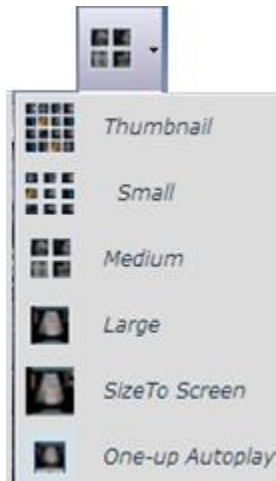 Thumbnail
Small
Medium
Large
SizeTo Screen
One-up Autoplay